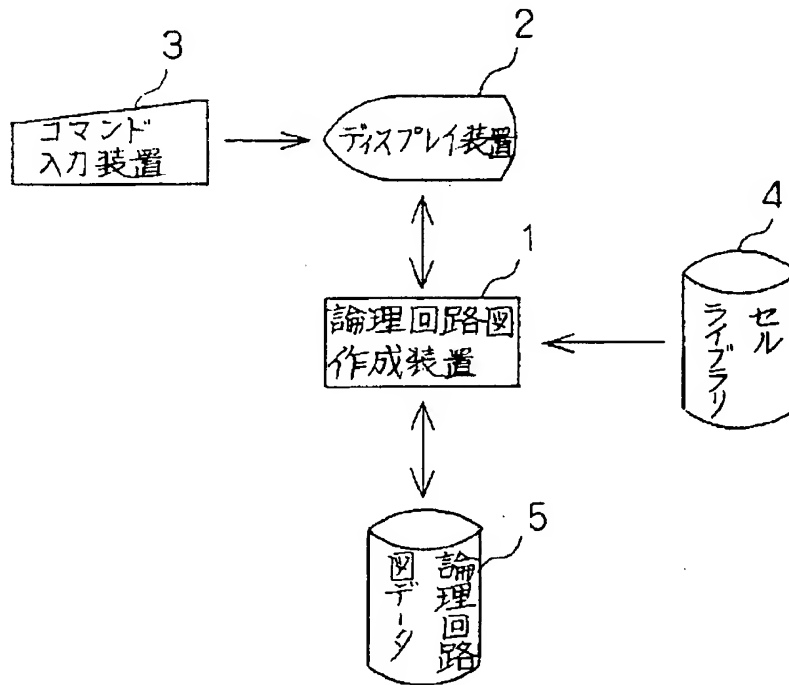 3
コマンド
入力装置
2
ディスプレイ装置
1
論理回路図
作成装置
4
セル
ライブラリ
5
論理回路
図データ